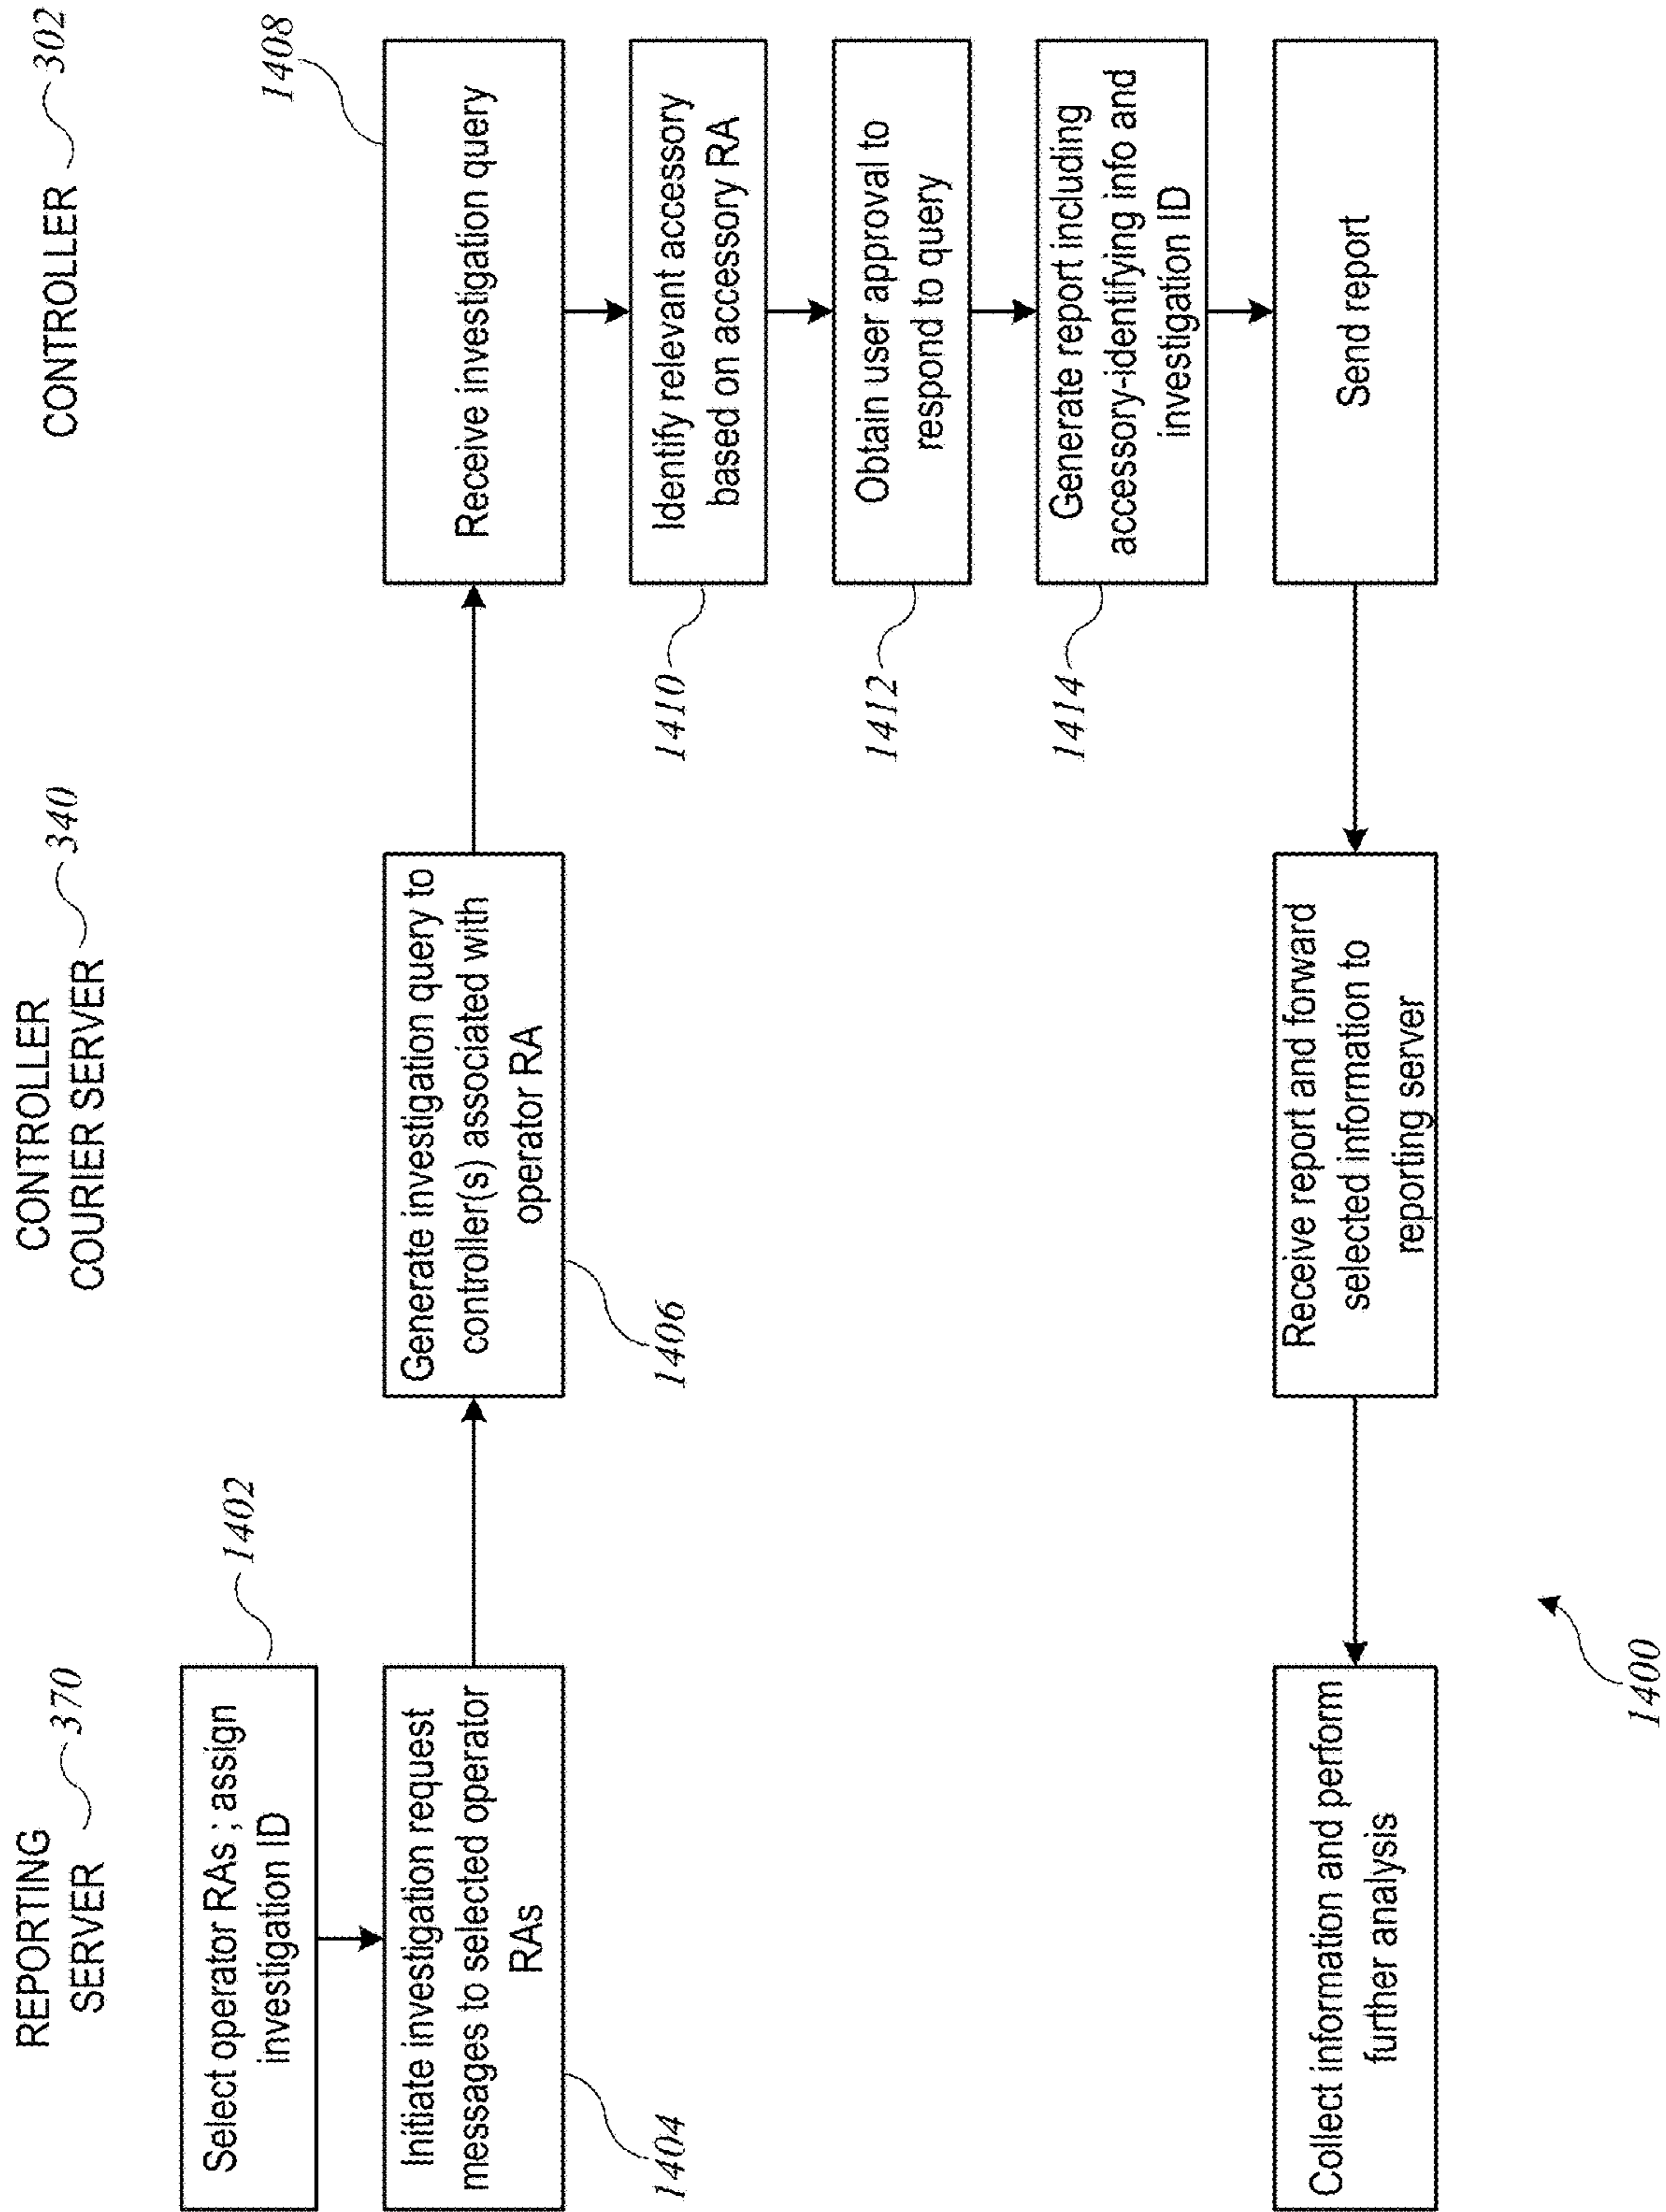 REPORTING
SERVER
370
CONTROLLER
COURIER SERVER
340
CONTROLLER
302
Select operator RAs ; assign
investigation ID
1402
Initiate investigation request
messages to selected operator
RAs
1404
Generate investigation query to
controller(s) associated with
operator RA
1406
Receive investigation query
1408
Identify relevant accessory
based on accessory RA
1410
Obtain user approval to
respond to query
1412
Generate report including
accessory-identifying info and
investigation ID
1414
Send report
Receive report and forward
selected information to
reporting server
Collect information and perform
further analysis
1400